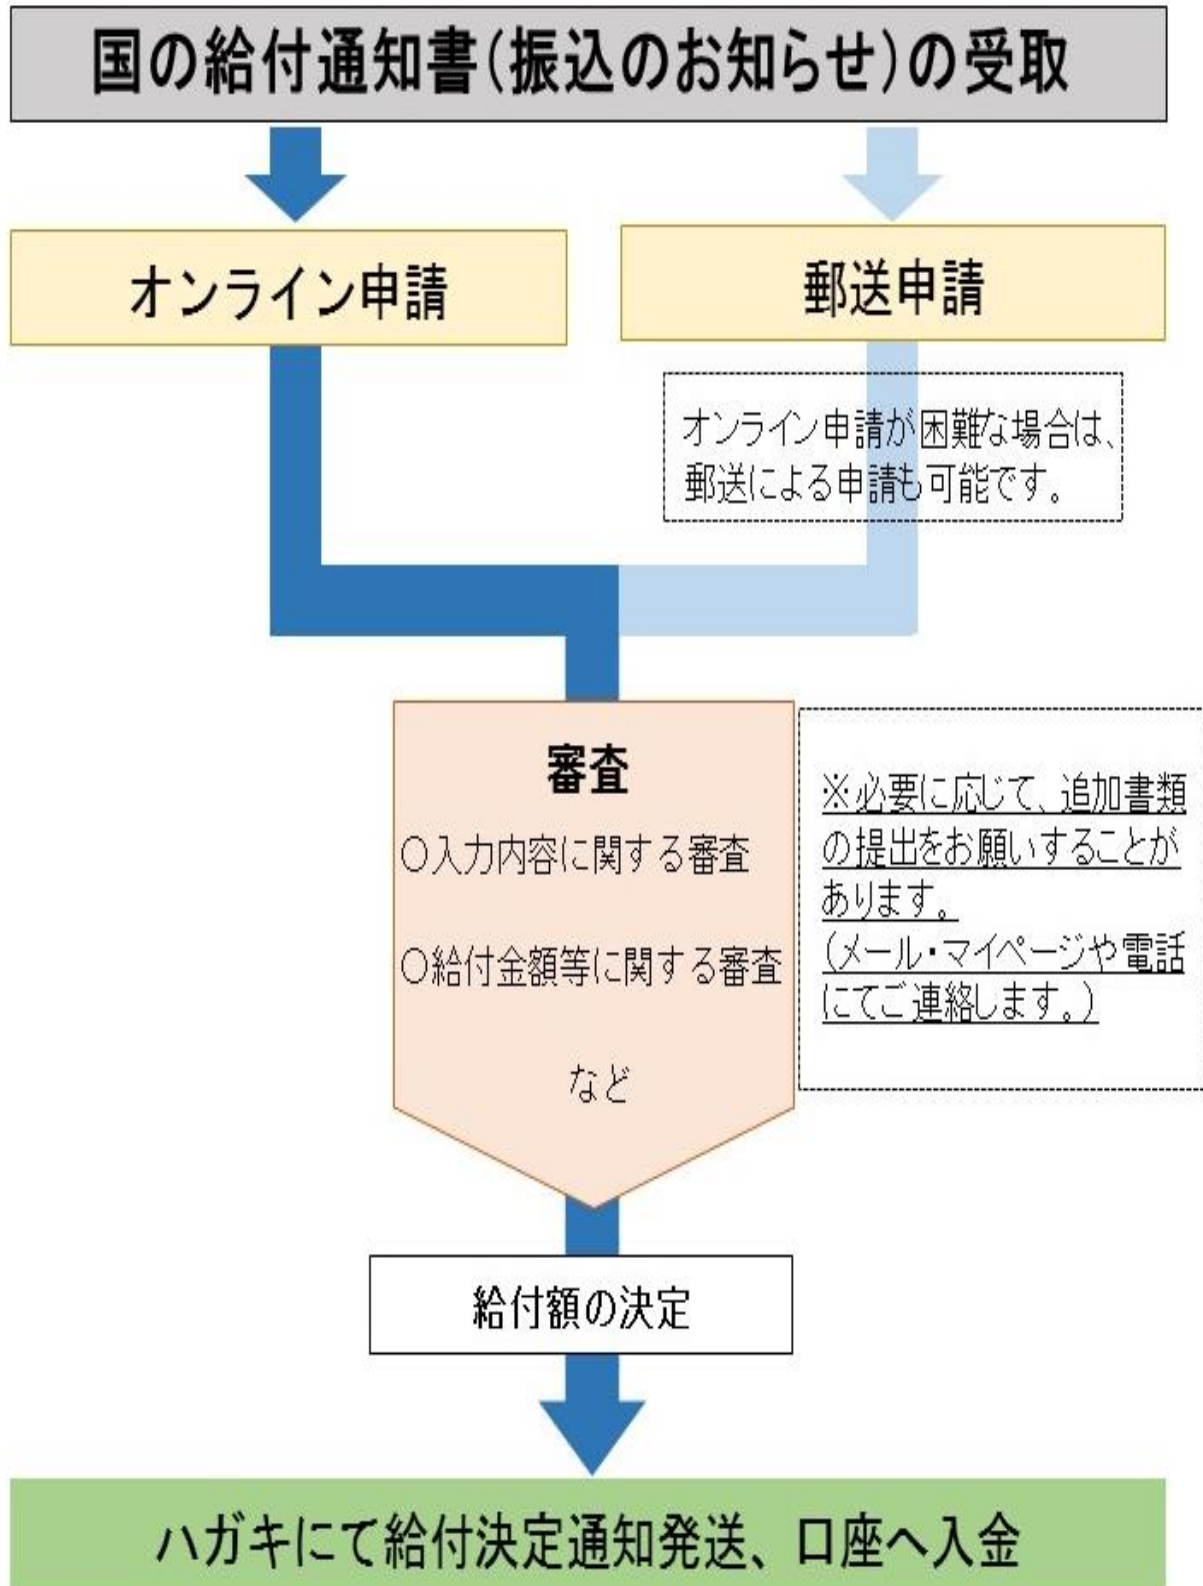 国の給付通知書(振込のお知らせ)の受取
オンライン申請
郵送申請
オンライン申請が困難な場合は、
郵送による申請も可能です。
審査
○入力内容に関する審査
○給付金額等に関する審査
など
※必要に応じて、追加書類
の提出をお願いすることが
あります。
(メール・マイページや電話
にてご連絡します。)
給付額の決定
ハガキにて給付決定通知発送、口座へ入金